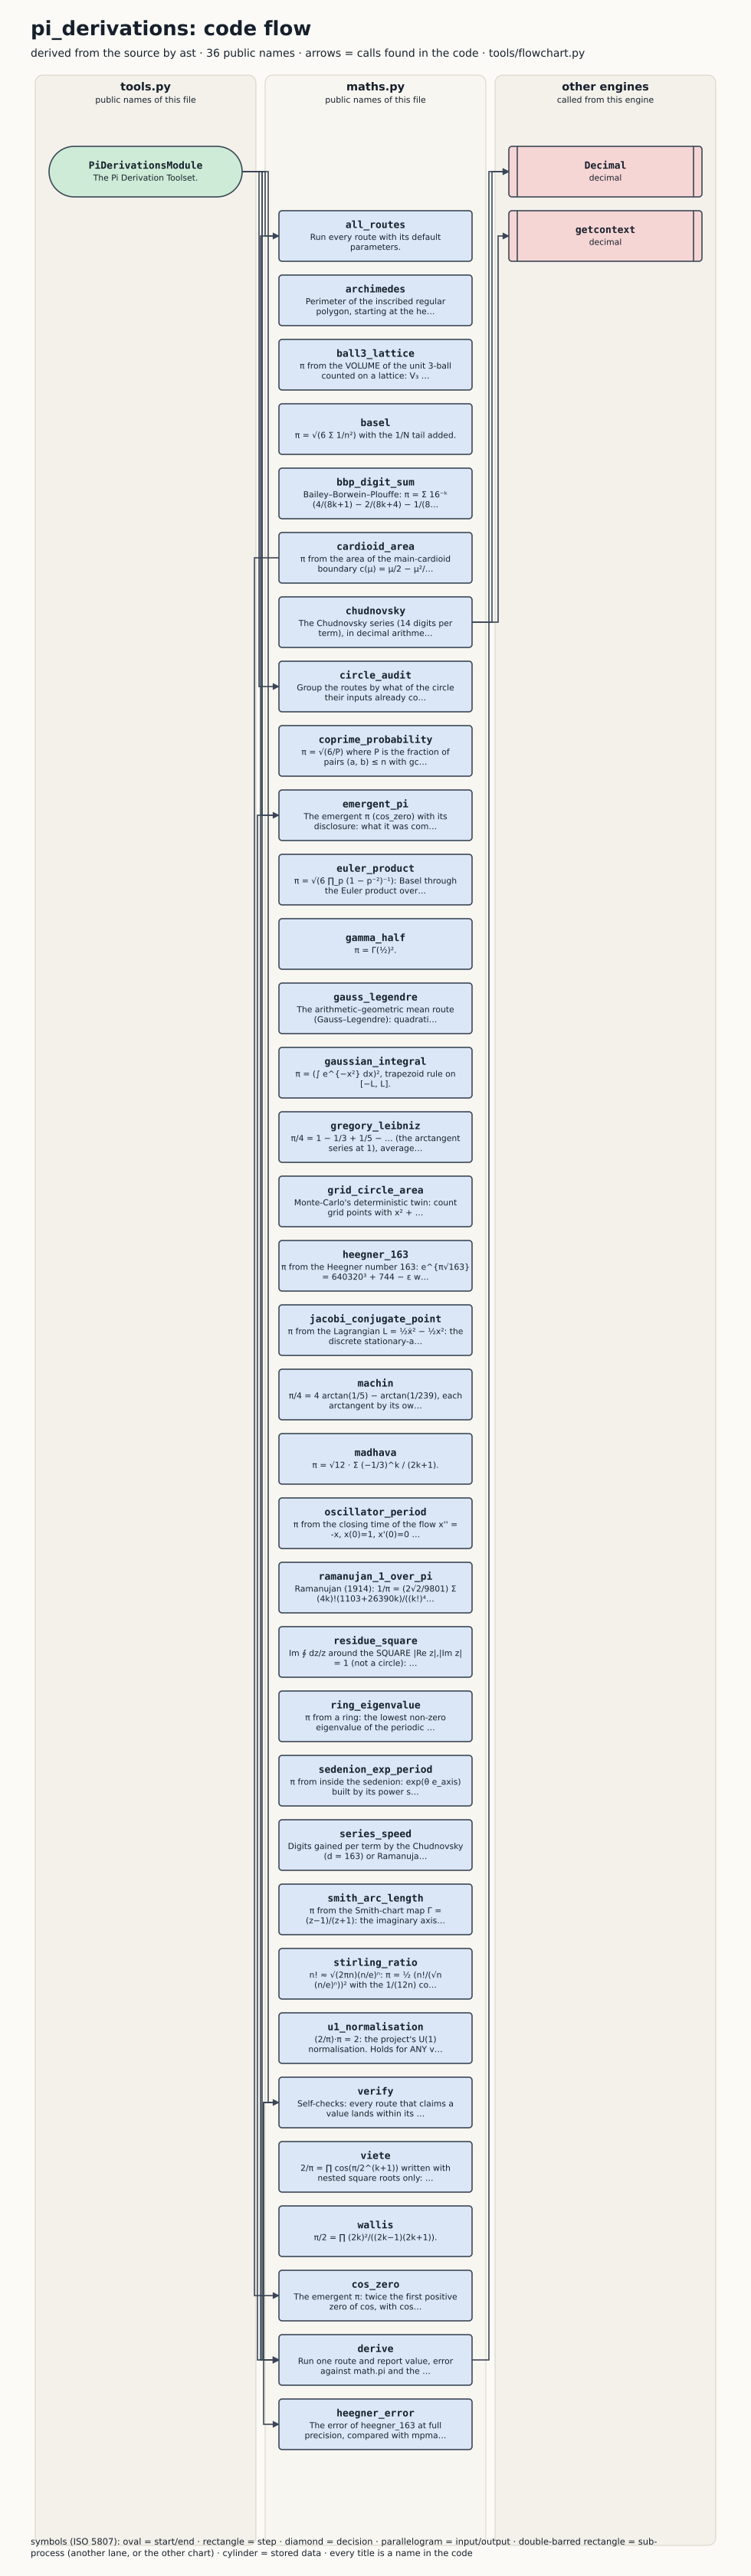 pi_derivations: code flow
derived from the source by ast · 36 public names · arrows = calls found in the code · tools/flowchart.py
tools.py
public names of this file
maths.py
public names of this file
other engines
called from this engine
PiDerivationsModule
The Pi Derivation Toolset.
Decimal
decimal
getcontext
decimal
all_routes
Run every route with its default
parameters.
archimedes
Perimeter of the inscribed regular
polygon, starting at the he…
ball3_lattice
π from the VOLUME of the unit 3-ball
counted on a lattice: V₃ …
basel
π = √(6 Σ 1/n²) with the 1/N tail added.
bbp_digit_sum
Bailey–Borwein–Plouffe: π = Σ 16⁻ᵏ
(4/(8k+1) − 2/(8k+4) − 1/(8…
cardioid_area
π from the area of the main-cardioid
boundary c(μ) = μ/2 − μ²/…
chudnovsky
The Chudnovsky series (14 digits per
term), in decimal arithme…
circle_audit
Group the routes by what of the circle
their inputs already co…
coprime_probability
π = √(6/P) where P is the fraction of
pairs (a, b) ≤ n with gc…
emergent_pi
The emergent π (cos_zero) with its
disclosure: what it was com…
euler_product
π = √(6 ∏_p (1 − p⁻²)⁻¹): Basel through
the Euler product over…
gamma_half
π = Γ(½)².
gauss_legendre
The arithmetic–geometric mean route
(Gauss–Legendre): quadrati…
gaussian_integral
π = (∫ e^{−x²} dx)², trapezoid rule on
[−L, L].
gregory_leibniz
π/4 = 1 − 1/3 + 1/5 − … (the arctangent
series at 1), average…
grid_circle_area
Monte-Carlo's deterministic twin: count
grid points with x² + …
heegner_163
π from the Heegner number 163: e^{π√163}
= 640320³ + 744 − ε w…
jacobi_conjugate_point
π from the Lagrangian L = ½ẋ² − ½x²: the
discrete stationary-a…
machin
π/4 = 4 arctan(1/5) − arctan(1/239), each
arctangent by its ow…
madhava
π = √12 · Σ (−1/3)^k / (2k+1).
oscillator_period
π from the closing time of the flow x'' =
-x, x(0)=1, x'(0)=0 …
ramanujan_1_over_pi
Ramanujan (1914): 1/π = (2√2/9801) Σ
(4k)!(1103+26390k)/((k!)⁴…
residue_square
Im ∮ dz/z around the SQUARE |Re z|,|Im z|
= 1 (not a circle): …
ring_eigenvalue
π from a ring: the lowest non-zero
eigenvalue of the periodic …
sedenion_exp_period
π from inside the sedenion: exp(θ e_axis)
built by its power s…
series_speed
Digits gained per term by the Chudnovsky
(d = 163) or Ramanuja…
smith_arc_length
π from the Smith-chart map Γ =
(z−1)/(z+1): the imaginary axis…
stirling_ratio
n! ≈ √(2πn)(n/e)ⁿ: π = ½ (n!/(√n
(n/e)ⁿ))² with the 1/(12n) co…
u1_normalisation
(2/π)·π = 2: the project's U(1)
normalisation. Holds for ANY v…
verify
Self-checks: every route that claims a
value lands within its …
viete
2/π = ∏ cos(π/2^(k+1)) written with
nested square roots only: …
wallis
π/2 = ∏ (2k)²/((2k−1)(2k+1)).
cos_zero
The emergent π: twice the first positive
zero of cos, with cos…
derive
Run one route and report value, error
against math.pi and the …
heegner_error
The error of heegner_163 at full
precision, compared with mpma…
symbols (ISO 5807): oval = start/end · rectangle = step · diamond = decision · parallelogram = input/output · double-barred rectangle = sub-
process (another lane, or the other chart) · cylinder = stored data · every title is a name in the code